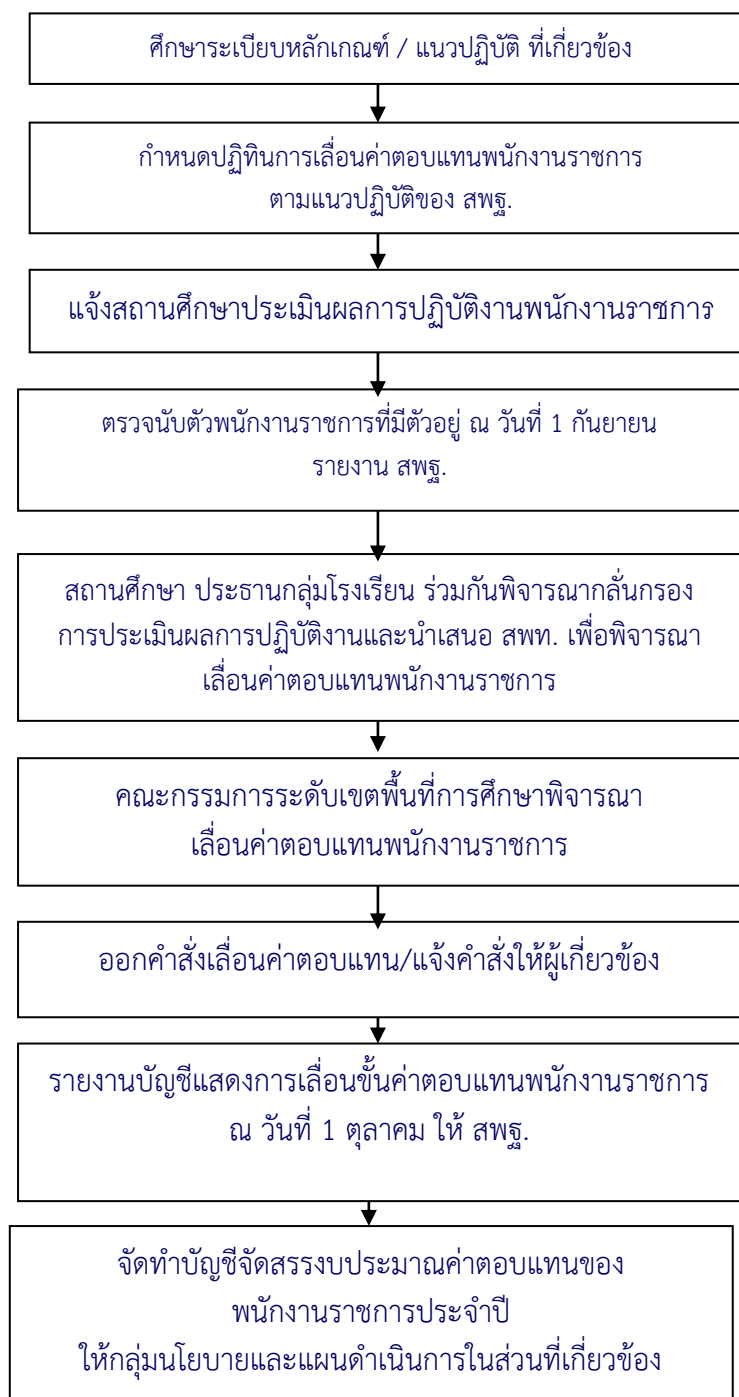 ศึกษาระเบียบหลักเกณฑ์ / แนวปฏิบัติ ที่เกี่ยวข้อง
กำหนดปฏิทินการเลื่อนค่าตอบแทนพนักงานราชการ
ตามแนวปฏิบัติของ สพฐ.
แจ้งสถานศึกษาประเมินผลการปฏิบัติงานพนักงานราชการ
ตรวจนับตัวพนักงานราชการที่มีตัวอยู่ ณ วันที่ 1 กันยายน
รายงาน สพฐ.
สถานศึกษา ประธานกลุ่มโรงเรียน ร่วมกันพิจารณากลั่นกรอง
การประเมินผลการปฏิบัติงานและนำเสนอ สพท. เพื่อพิจารณา
เลื่อนค่าตอบแทนพนักงานราชการ
คณะกรรมการระดับเขตพื้นที่การศึกษาพิจารณา
เลื่อนค่าตอบแทนพนักงานราชการ
ออกคำสั่งเลื่อนค่าตอบแทน/แจ้งคำสั่งให้ผู้เกี่ยวข้อง
รายงานบัญชีแสดงการเลื่อนขั้นค่าตอบแทนพนักงานราชการ
ณ วันที่ 1 ตุลาคม ให้ สพฐ.
จัดทำบัญชีจัดสรรงบประมาณค่าตอบแทนของ
พนักงานราชการประจำปี
ให้กลุ่มนโยบายและแผนดำเนินการในส่วนที่เกี่ยวข้อง